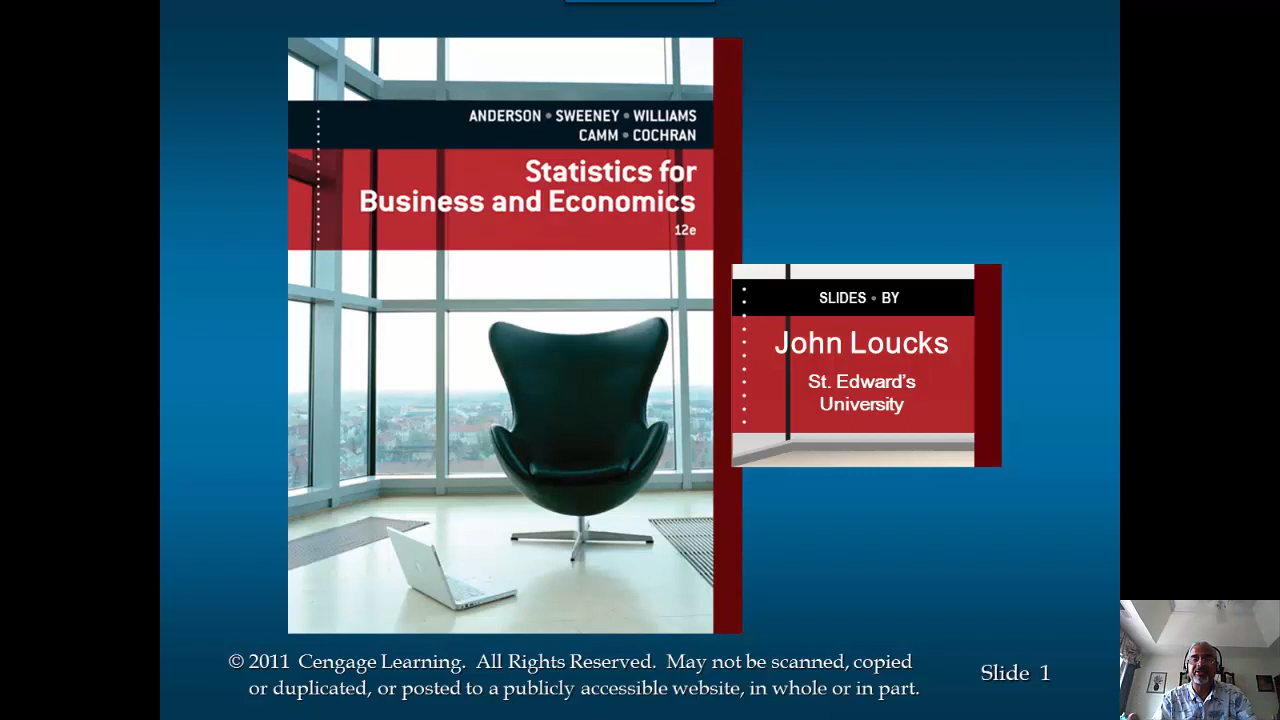 ANDERSON • SWEENEY • WILLIAMS
CAMM • COCHRAN
Statistics for
Business and Economics
12e
SLIDES • BY
John Loucks
St. Edward's
University
© 2011 Cengage Learning. All Rights Reserved. May not be scanned, copied
or duplicated, or posted to a publicly accessible website, in whole or in part.
Slide 1